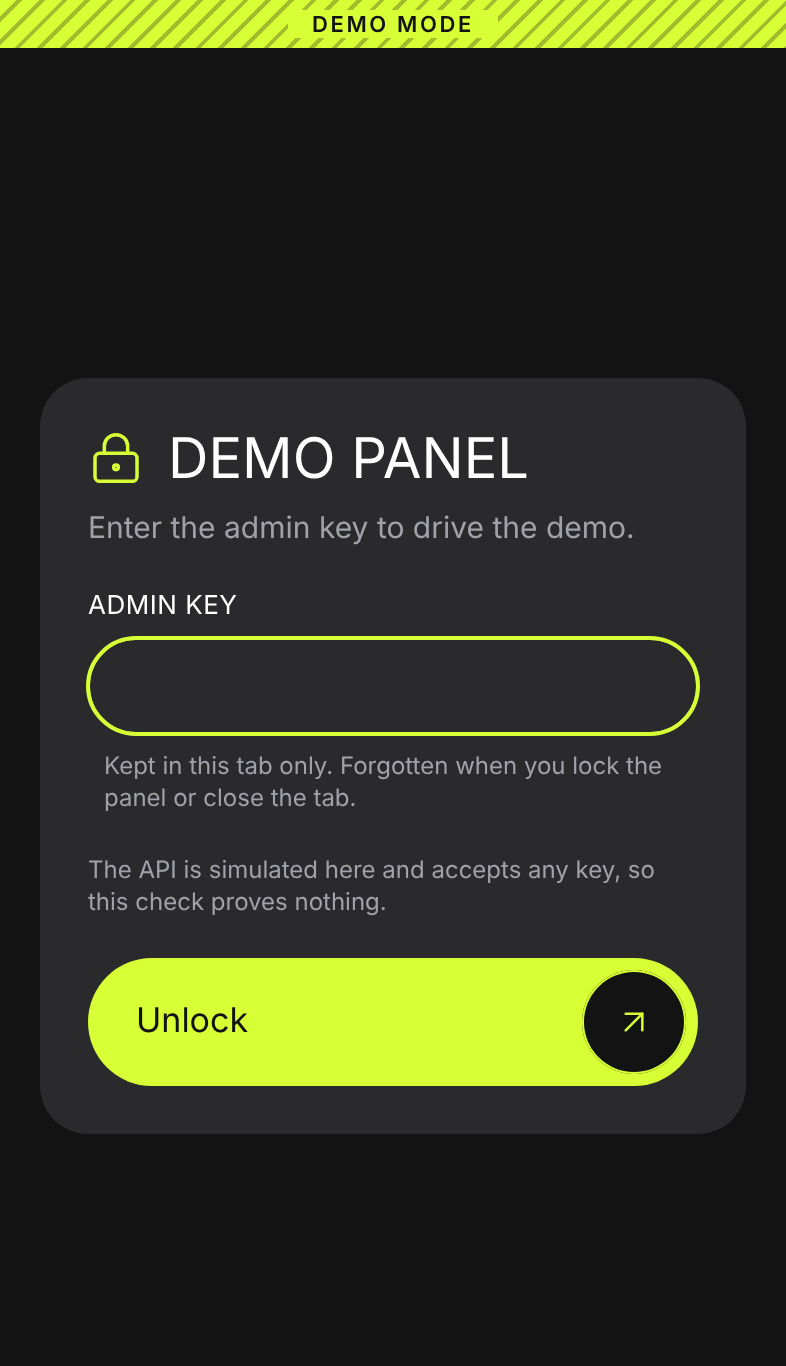 DEMO MODE
DEMO PANEL
Enter the admin key to drive the demo.
ADMIN KEY
Kept in this tab only. Forgotten when you lock the
panel or close the tab.
The API is simulated here and accepts any key, so
this check proves nothing.
Unlock